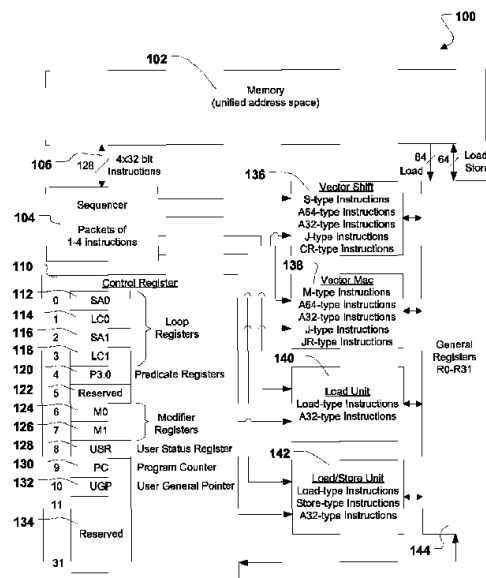 100
102
Memory
(unified address space)
106
128
4x32 bit
Instructions
64
Load
64
Load
Store
104
Sequencer
Packets of
1-4 instructions
136
Vector Shift
S-type Instructions
A64-type Instructions
A32-type Instructions
J-type Instructions
CR-type Instructions
138
Vector Mac
M-type Instructions
A64-type Instructions
A32-type Instructions
J-type Instructions
JR-type Instructions
140
Load Unit
Load-type Instructions
A32-type Instructions
142
Load/Store Unit
Load-type Instructions
Store-type Instructions
A32-type Instructions
General
Registers
R0-R31
144
110
Control Register
112 0 SA0
114 1 LC0
116 2 SA1
118 3 LC1
Loop
Registers
120 4 P3:0 Predicate Registers
122 5 Reserved
124 6 M0
126 7 M1
Modifier
Registers
128 8 USR User Status Register
130 9 PC Program Counter
132 10 UGP User General Pointer
11
134 Reserved
31